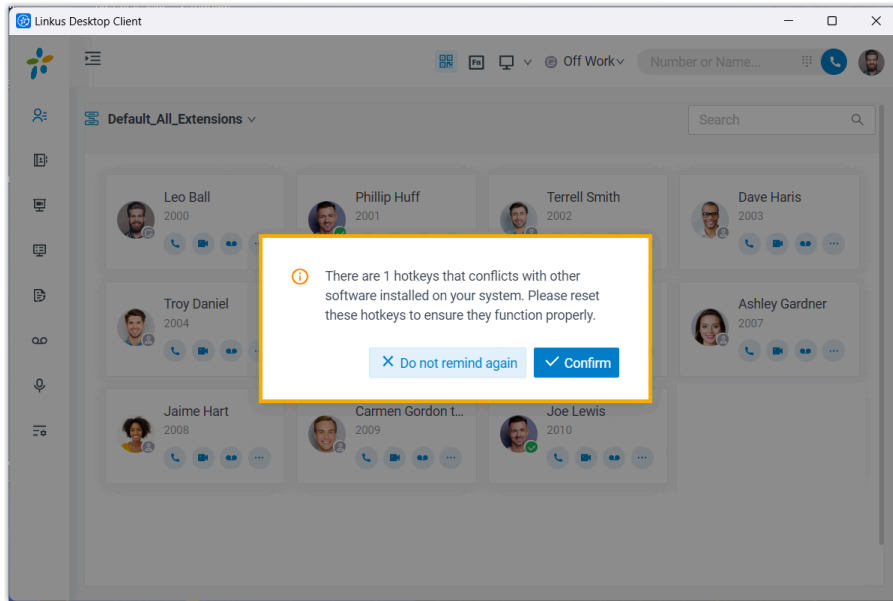 Linkus Desktop Client
Fn
Off Work
Number or Name...
Default_All_Extensions
Search
Leo Ball
2000
Phillip Huff
2001
Terrell Smith
2002
Dave Haris
2003
There are 1 hotkeys that conflicts with other
software installed on your system. Please reset
these hotkeys to ensure they function properly.
Do not remind again
Confirm
Troy Daniel
2004
Ashley Gardner
2007
Jaime Hart
2008
Carmen Gordon t...
2009
Joe Lewis
2010